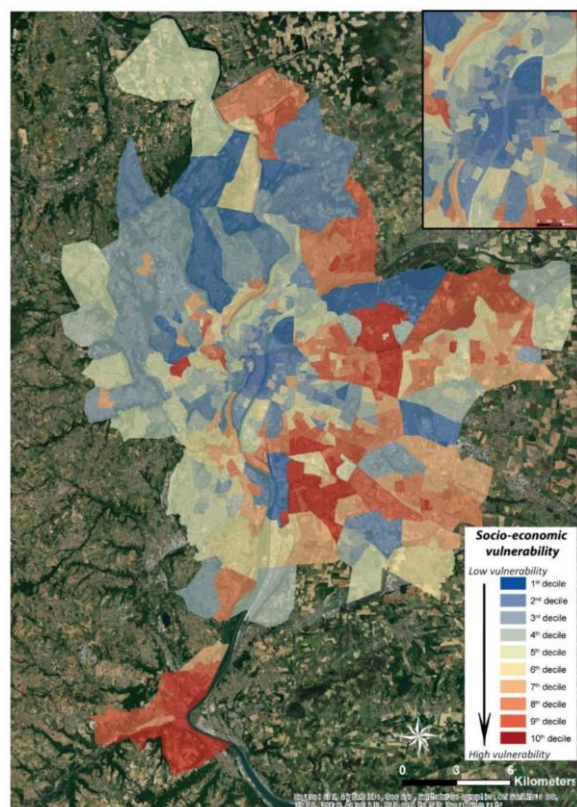 Socio-economic
vulnerability
Low vulnerability
1st decile
2nd decile
3rd decile
4th decile
5th decile
6th decile
7th decile
8th decile
9th decile
10th decile
High vulnerability
0 3 6
Kilometers